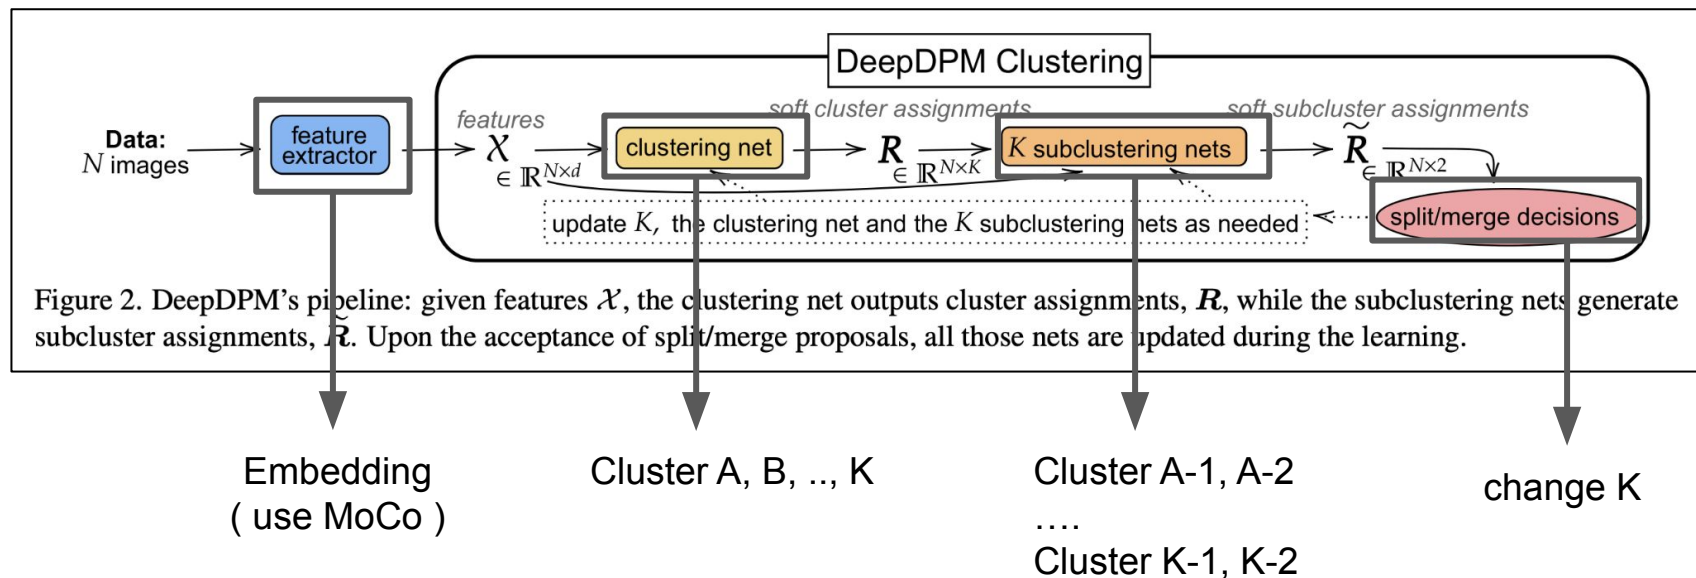 DeepDPM Clustering
soft cluster assignments
soft subcluster assignments
features
Data:
N images
feature
extractor
𝒳
∈ ℝ^{N×d}
clustering net
R
∈ ℝ^{N×K}
K subclustering nets
R̃
∈ ℝ^{N×2}
update K, the clustering net and the K subclustering nets as needed
split/merge decisions
Figure 2. DeepDPM's pipeline: given features 𝒳, the clustering net outputs cluster assignments, R, while the subclustering nets generate
subcluster assignments, R̃. Upon the acceptance of split/merge proposals, all those nets are updated during the learning.
Embedding
( use MoCo )
Cluster A, B, .., K
Cluster A-1, A-2
....
Cluster K-1, K-2
change K